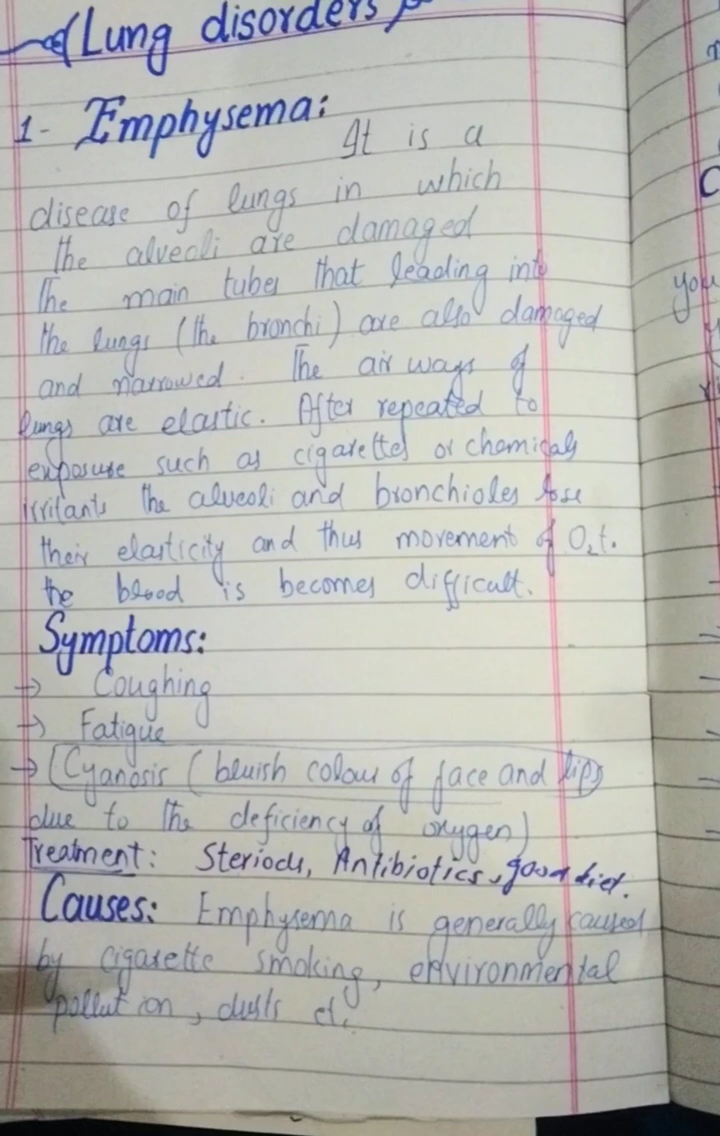 (Lung disorders)
1- Emphysema:
It is a
disease of lungs in which
the alveoli are damaged
The main tubes that leading into
the lungs (the bronchi) are also damaged
and narrowed. The air ways of
lungs are elastic. After repeated to
exposure such as cigarettes or chemicals
irritants the alveoli and bronchioles lose
their elasticity and thus movement of O2 t.
the blood is becomes difficult.
Symptoms:
→ Coughing
→ Fatigue
→ (Cyanosis (bluish colour of face and lips
due to the deficiency of oxygen)
Treatment: Steriods, Antibiotics, good diet.
Causes: Emphysema is generally caused
by cigarette smoking, environmental
pollution, dusts et.
you